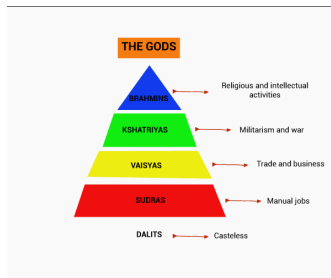 THE GODS
BRAHMINS
Religious and intellectual
activities
KSHATRIYAS
Militarism and war
VAISYAS
Trade and business
SUDRAS
Manual jobs
DALITS
Casteless